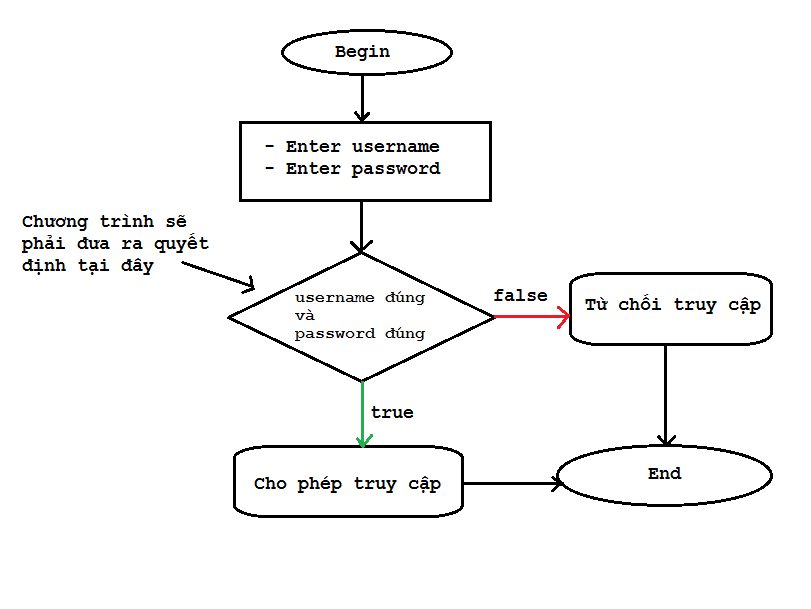 Begin
- Enter username
- Enter password
Chương trình sẽ
phải đưa ra quyết
định tại đây
username đúng
và
password đúng
false
Từ chối truy cập
true
Cho phép truy cập
End